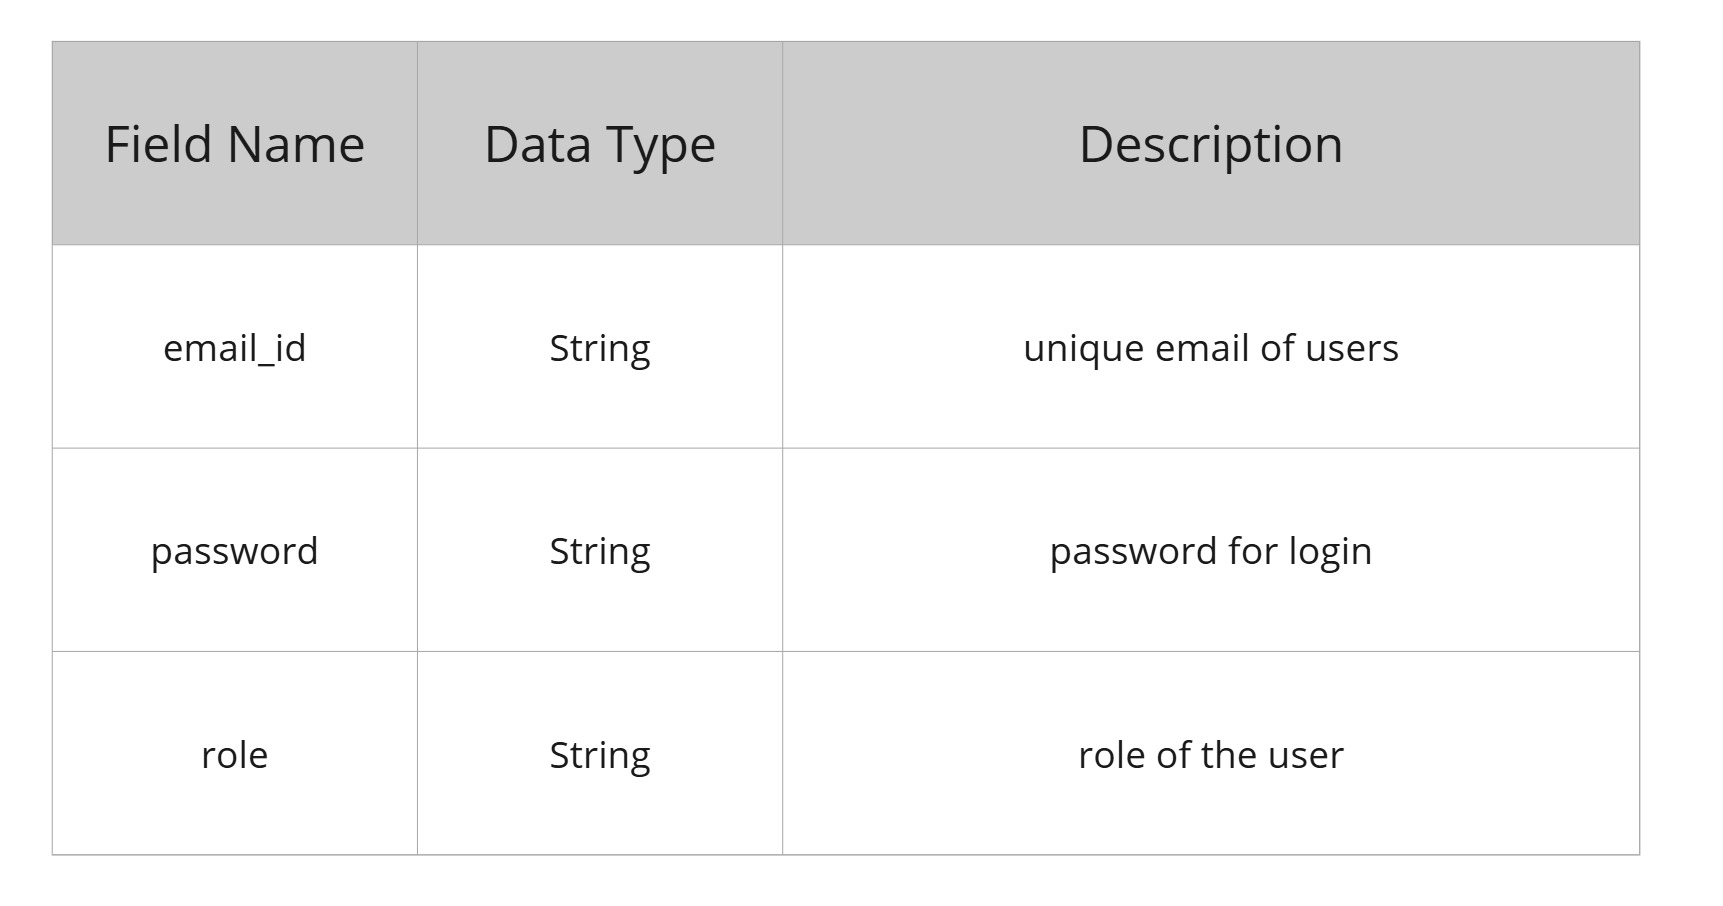 Field Name Data Type Description
email_id String unique email of users
password String password for login
role String role of the user